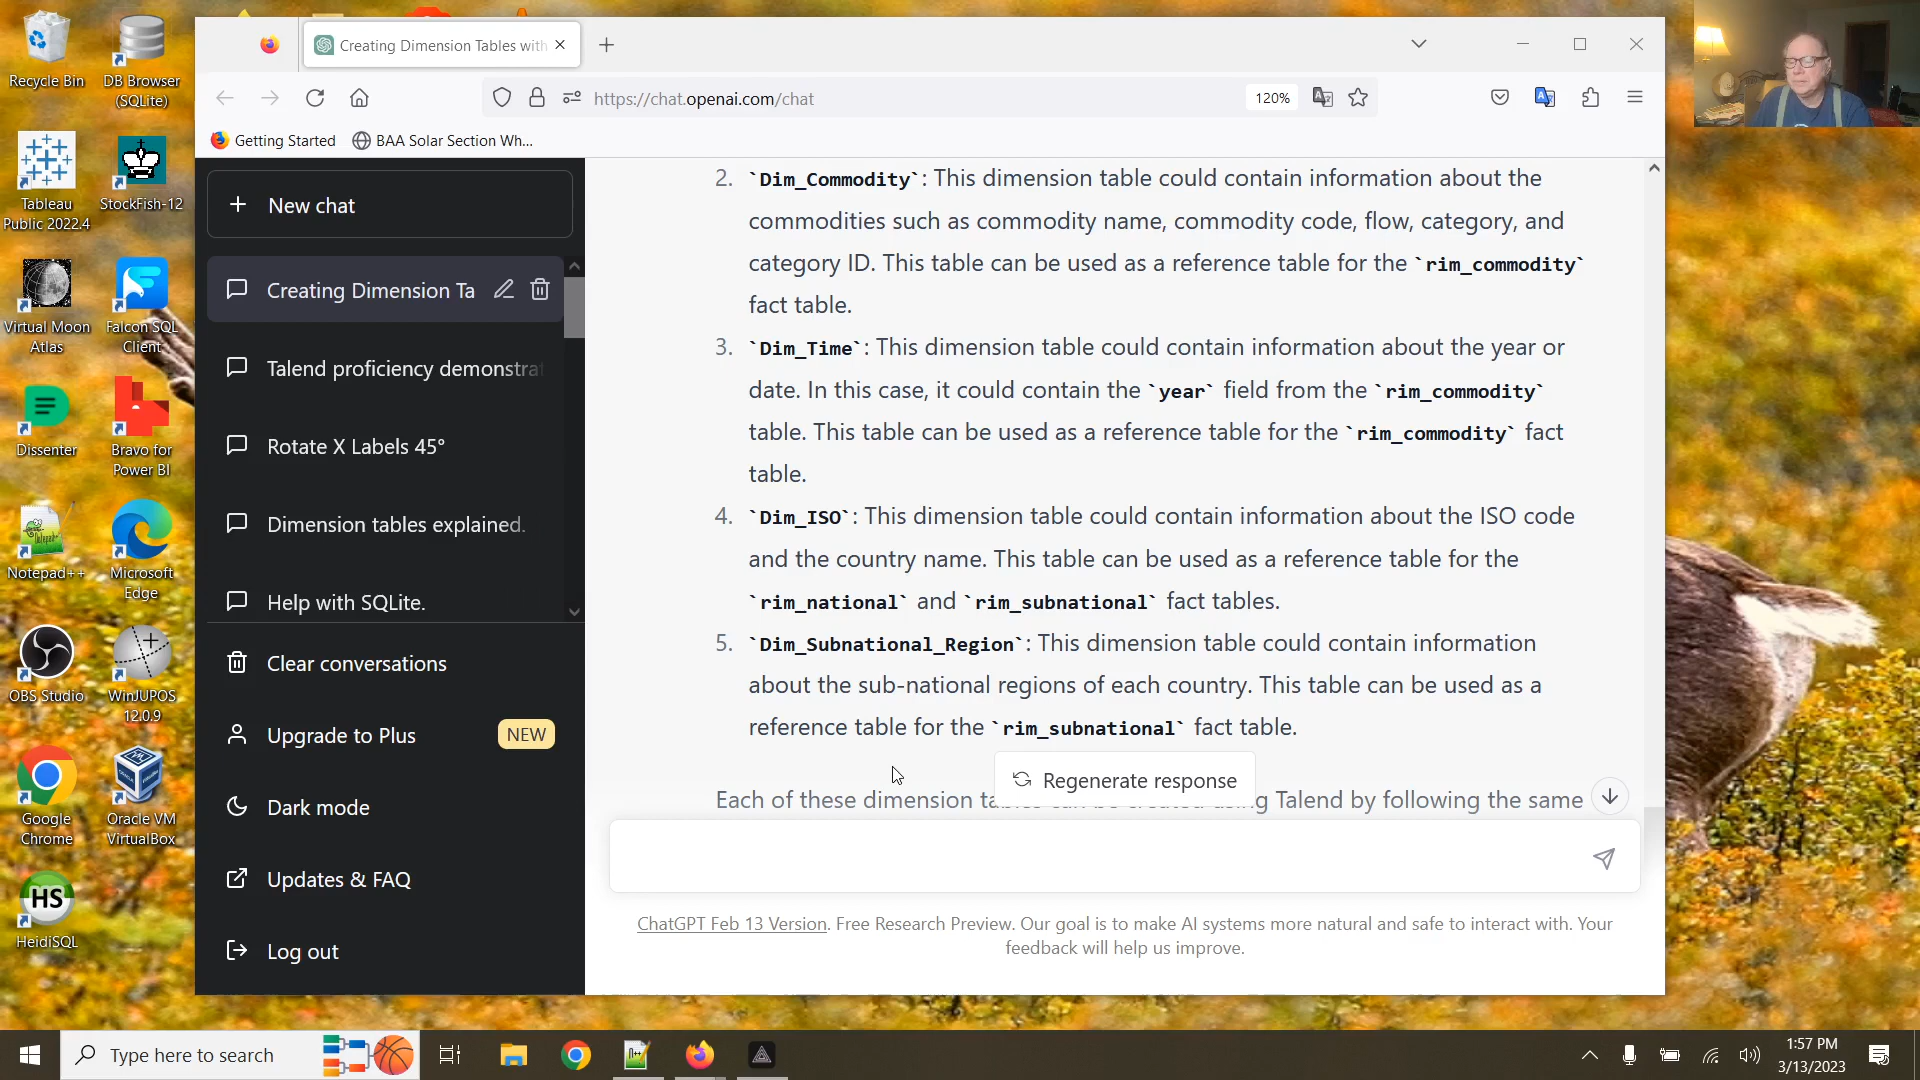 Recycle Bin
DB Browser
(SQLite)
Tableau
Public 2022.4
StockFish-12
Virtual Moon
Atlas
Falcon SQL
Client
Dissenter
Bravo for
Power BI
Notepad++
Microsoft
Edge
OBS Studio
WinJUPOS
12.0.9
Google
Chrome
Oracle VM
VirtualBox
HS
HeidiSQL
Creating Dimension Tables with
https://chat.openai.com/chat
120%
Getting Started
BAA Solar Section Wh...
New chat
Creating Dimension Ta
Talend proficiency demonstrat
Rotate X Labels 45°
Dimension tables explained.
Help with SQLite.
Clear conversations
Upgrade to Plus
NEW
Dark mode
Updates & FAQ
Log out
2. `Dim_Commodity`: This dimension table could contain information about the
commodities such as commodity name, commodity code, flow, category, and
category ID. This table can be used as a reference table for the `rim_commodity`
fact table.
3. `Dim_Time`: This dimension table could contain information about the year or
date. In this case, it could contain the `year` field from the `rim_commodity`
table. This table can be used as a reference table for the `rim_commodity` fact
table.
4. `Dim_ISO`: This dimension table could contain information about the ISO code
and the country name. This table can be used as a reference table for the
`rim_national` and `rim_subnational` fact tables.
5. `Dim_Subnational_Region`: This dimension table could contain information
about the sub-national regions of each country. This table can be used as a
reference table for the `rim_subnational` fact table.
Each of these dimension tables can be created using Talend by following the same
Regenerate response
ChatGPT Feb 13 Version. Free Research Preview. Our goal is to make AI systems more natural and safe to interact with. Your
feedback will help us improve.
Type here to search
1:57 PM
3/13/2023